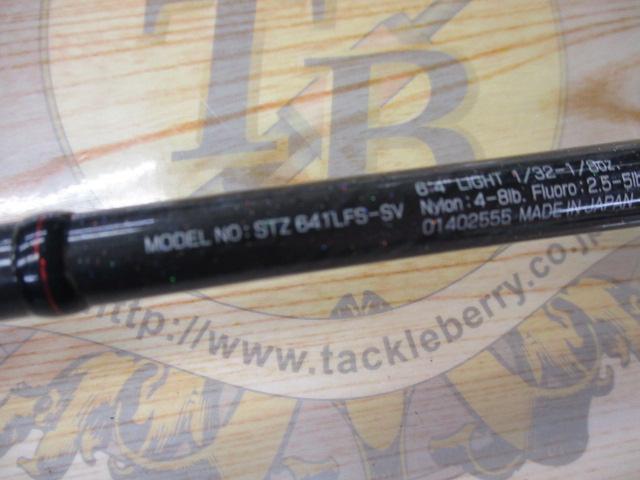 TB
MODEL NO: STZ 641LFS-SV
6'4" LIGHT 1/32-1/8oz.
Nylon: 4-8lb. Fluoro: 2.5-5lb
01402555 MADE IN JAPAN
http://www.tackleberry.co.jp